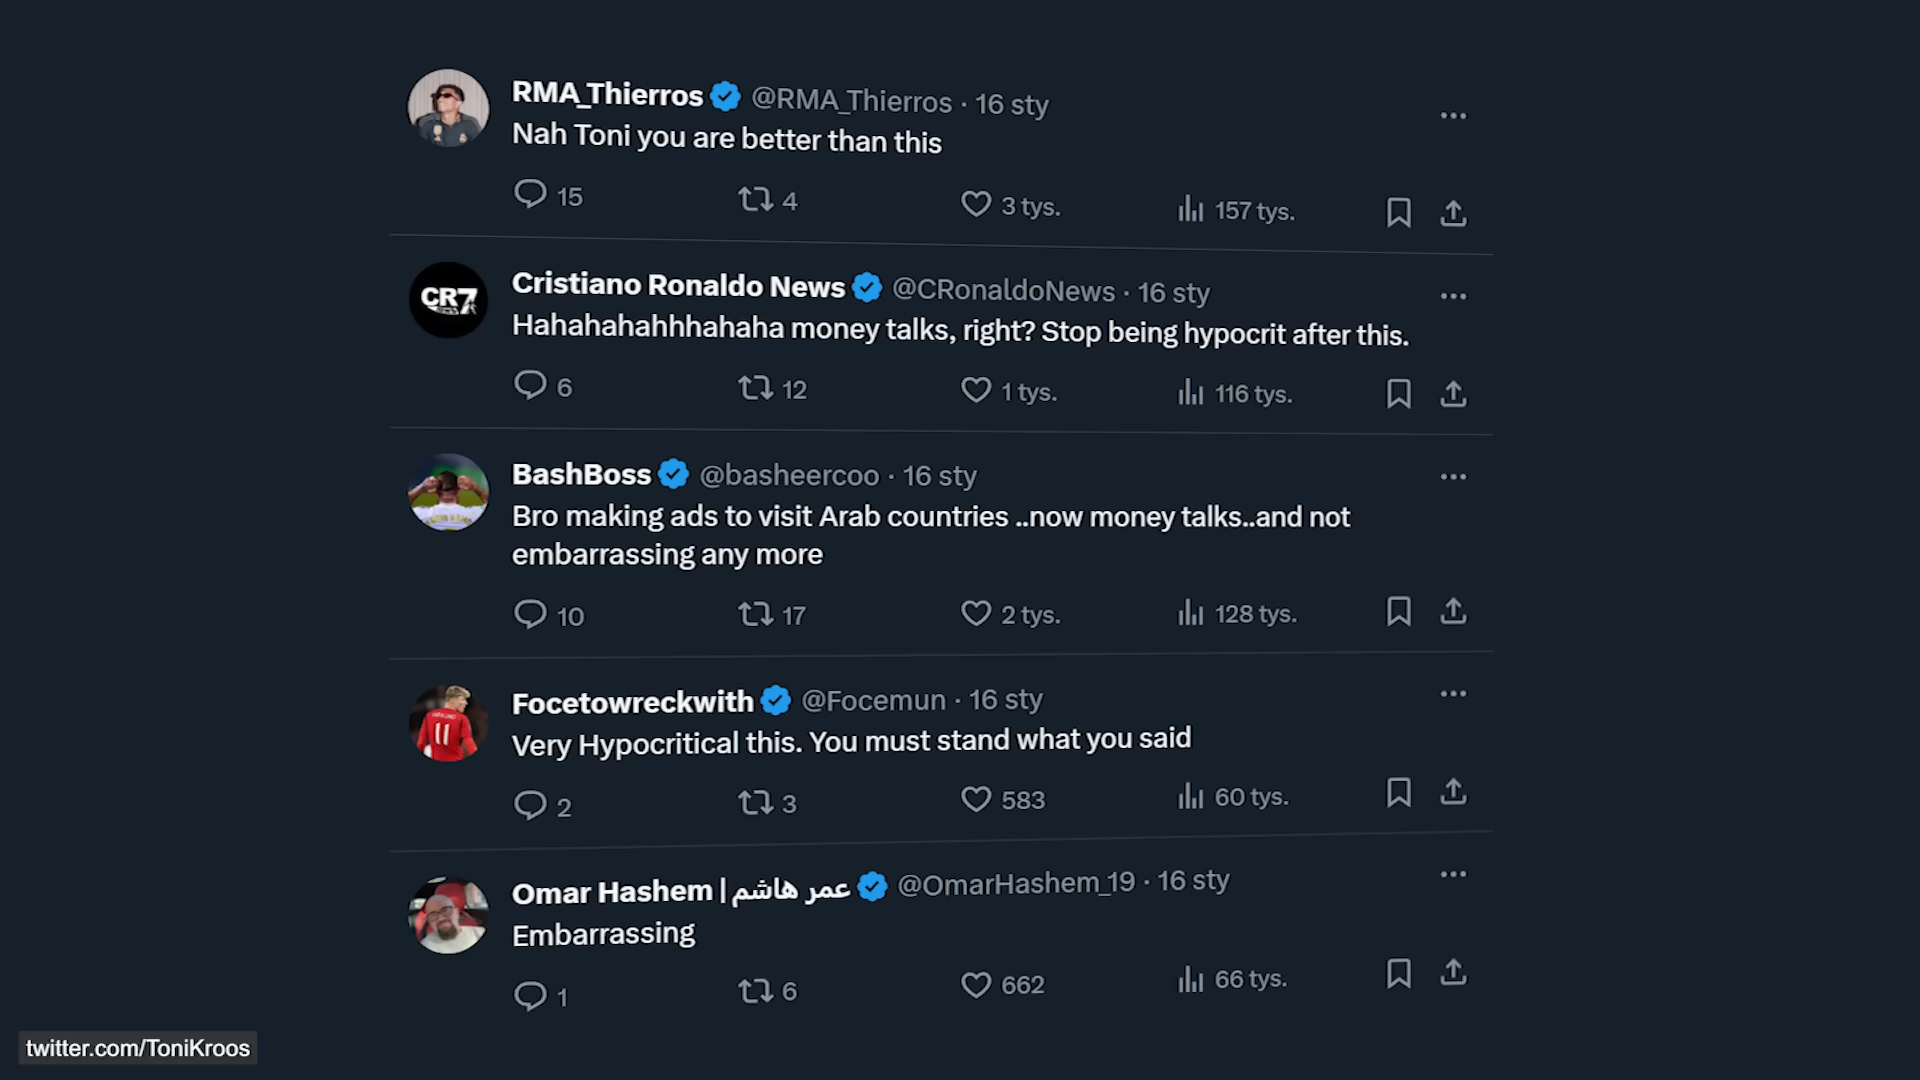 RMA_Thierros @RMA_Thierros · 16 sty
Nah Toni you are better than this
15 4 3 tys. 157 tys.
CR7
Cristiano Ronaldo News @CRonaldoNews · 16 sty
Hahahahahhhahaha money talks, right? Stop being hypocrit after this.
6 12 1 tys. 116 tys.
BashBoss @basheercoo · 16 sty
Bro making ads to visit Arab countries ..now money talks..and not
embarrassing any more
10 17 2 tys. 128 tys.
Focetowreckwith @Focemun · 16 sty
11
Very Hypocritical this. You must stand what you said
2 3 583 60 tys.
Omar Hashem | عمر هاشم @OmarHashem_19 · 16 sty
Embarrassing
1 6 662 66 tys.
twitter.com/ToniKroos